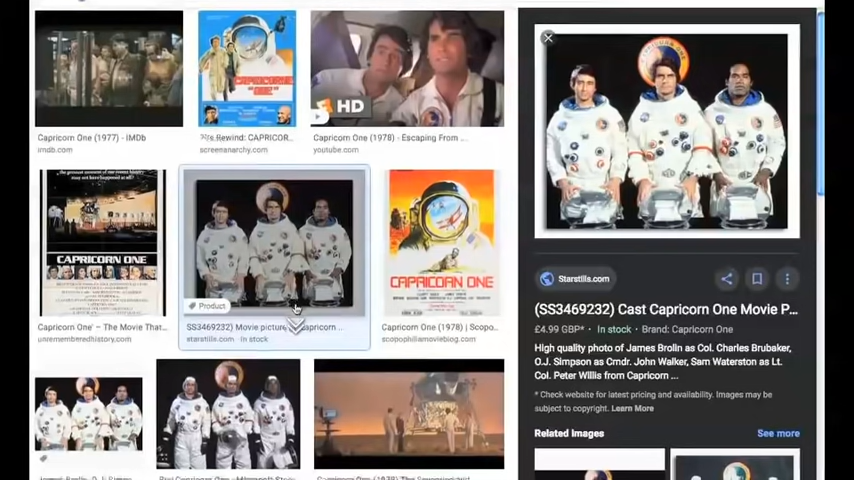 CAPRICORN ONE
HD
Capricorn One (1977) - IMDb
imdb.com
Rewind: CAPRICOR...
screenanarchy.com
Capricorn One (1978) - Escaping From ...
youtube.com
CAPRICORN ONE
CAPRICORN ONE
Product
Capricorn One' – The Movie That...
unrememberedhistory.com
(SS3469232) Movie picture
apricorn...
starstills.com · In stock
Capricorn One (1978) | Scopo...
scopophiliamovieblog.com
Starstills.com
(SS3469232) Cast Capricorn One Movie P...
£4.99 GBP* · In stock · Brand: Capricorn One
High quality photo of James Brolin as Col. Charles Brubaker,
O.J. Simpson as Cmdr. John Walker, Sam Waterston as Lt.
Col. Peter Willis from Capricorn ...
* Check website for latest pricing and availability. Images may be
subject to copyright. Learn More
Related Images
See more